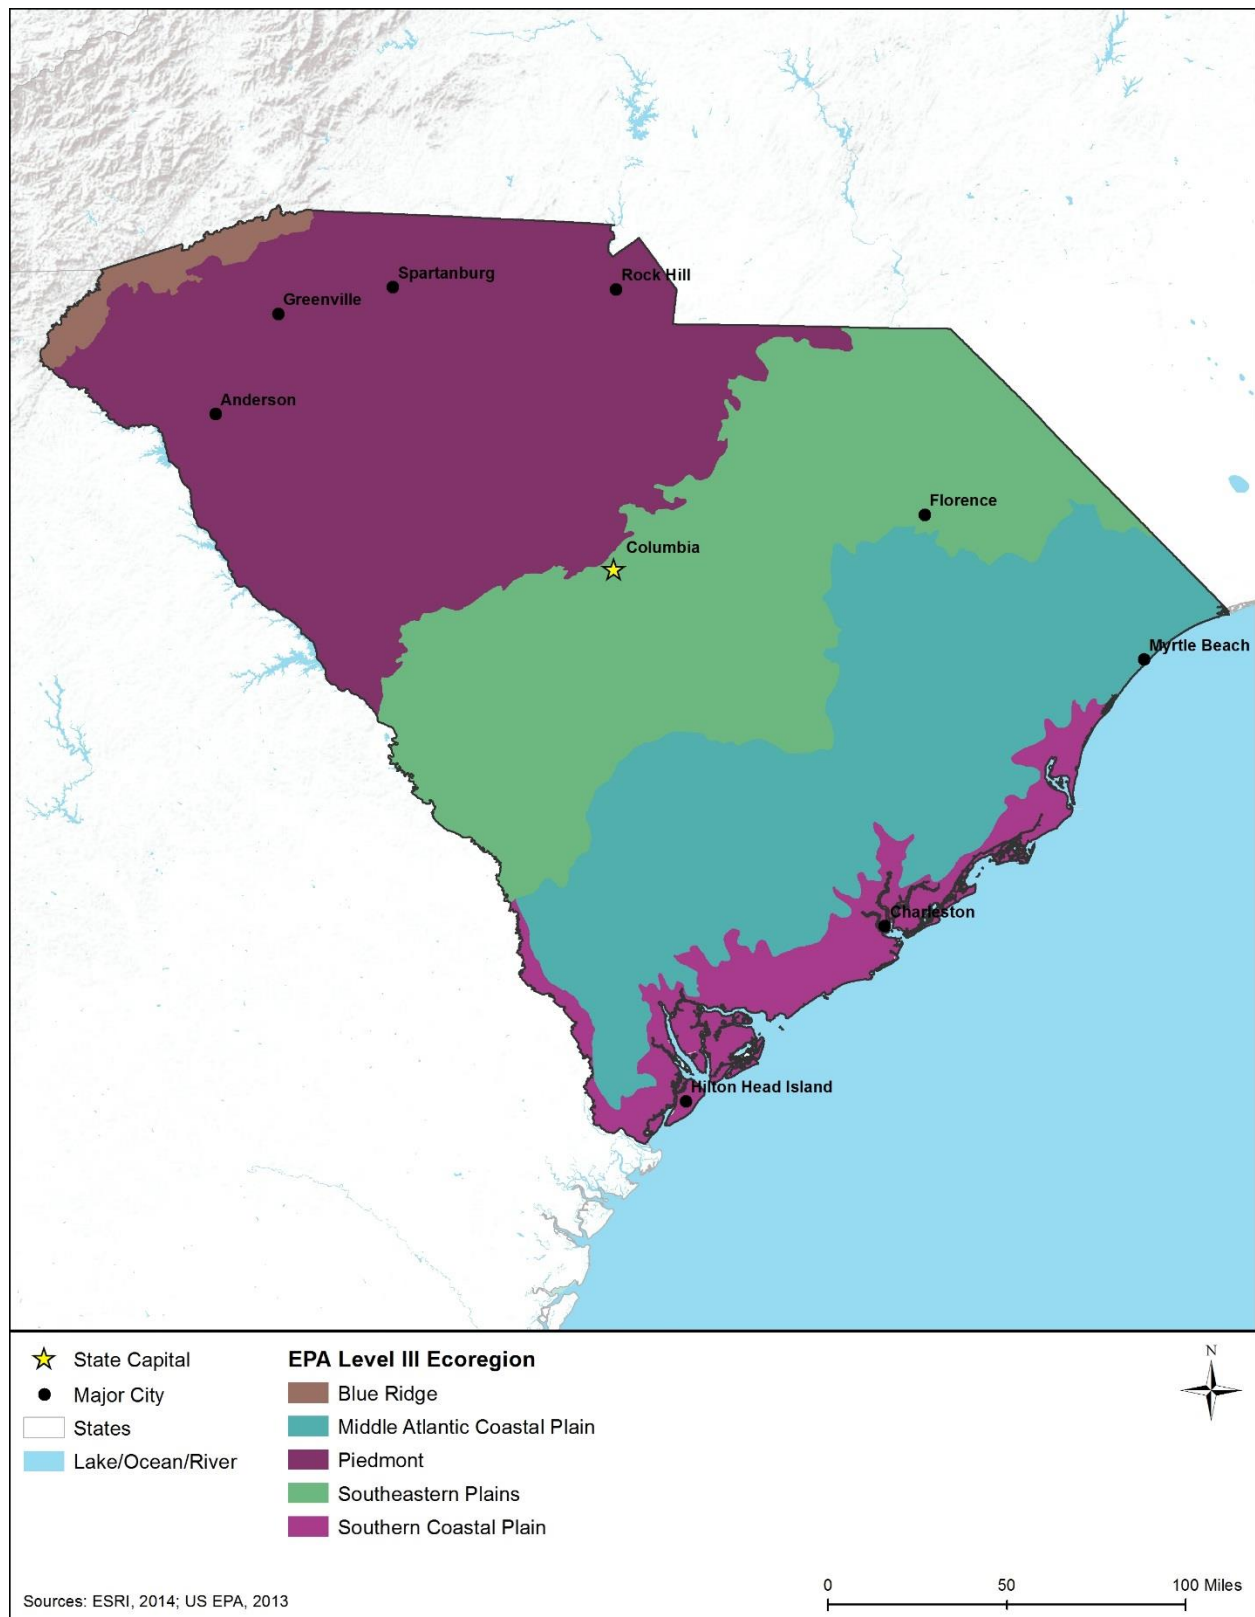 Spartanburg
Rock Hill
Greenville
Anderson
Florence
Columbia
Myrtle Beach
Charleston
Hilton Head Island
State Capital
Major City
States
Lake/Ocean/River
EPA Level III Ecoregion
Blue Ridge
Middle Atlantic Coastal Plain
Piedmont
Southeastern Plains
Southern Coastal Plain
N
Sources: ESRI, 2014; US EPA, 2013
0 50 100 Miles